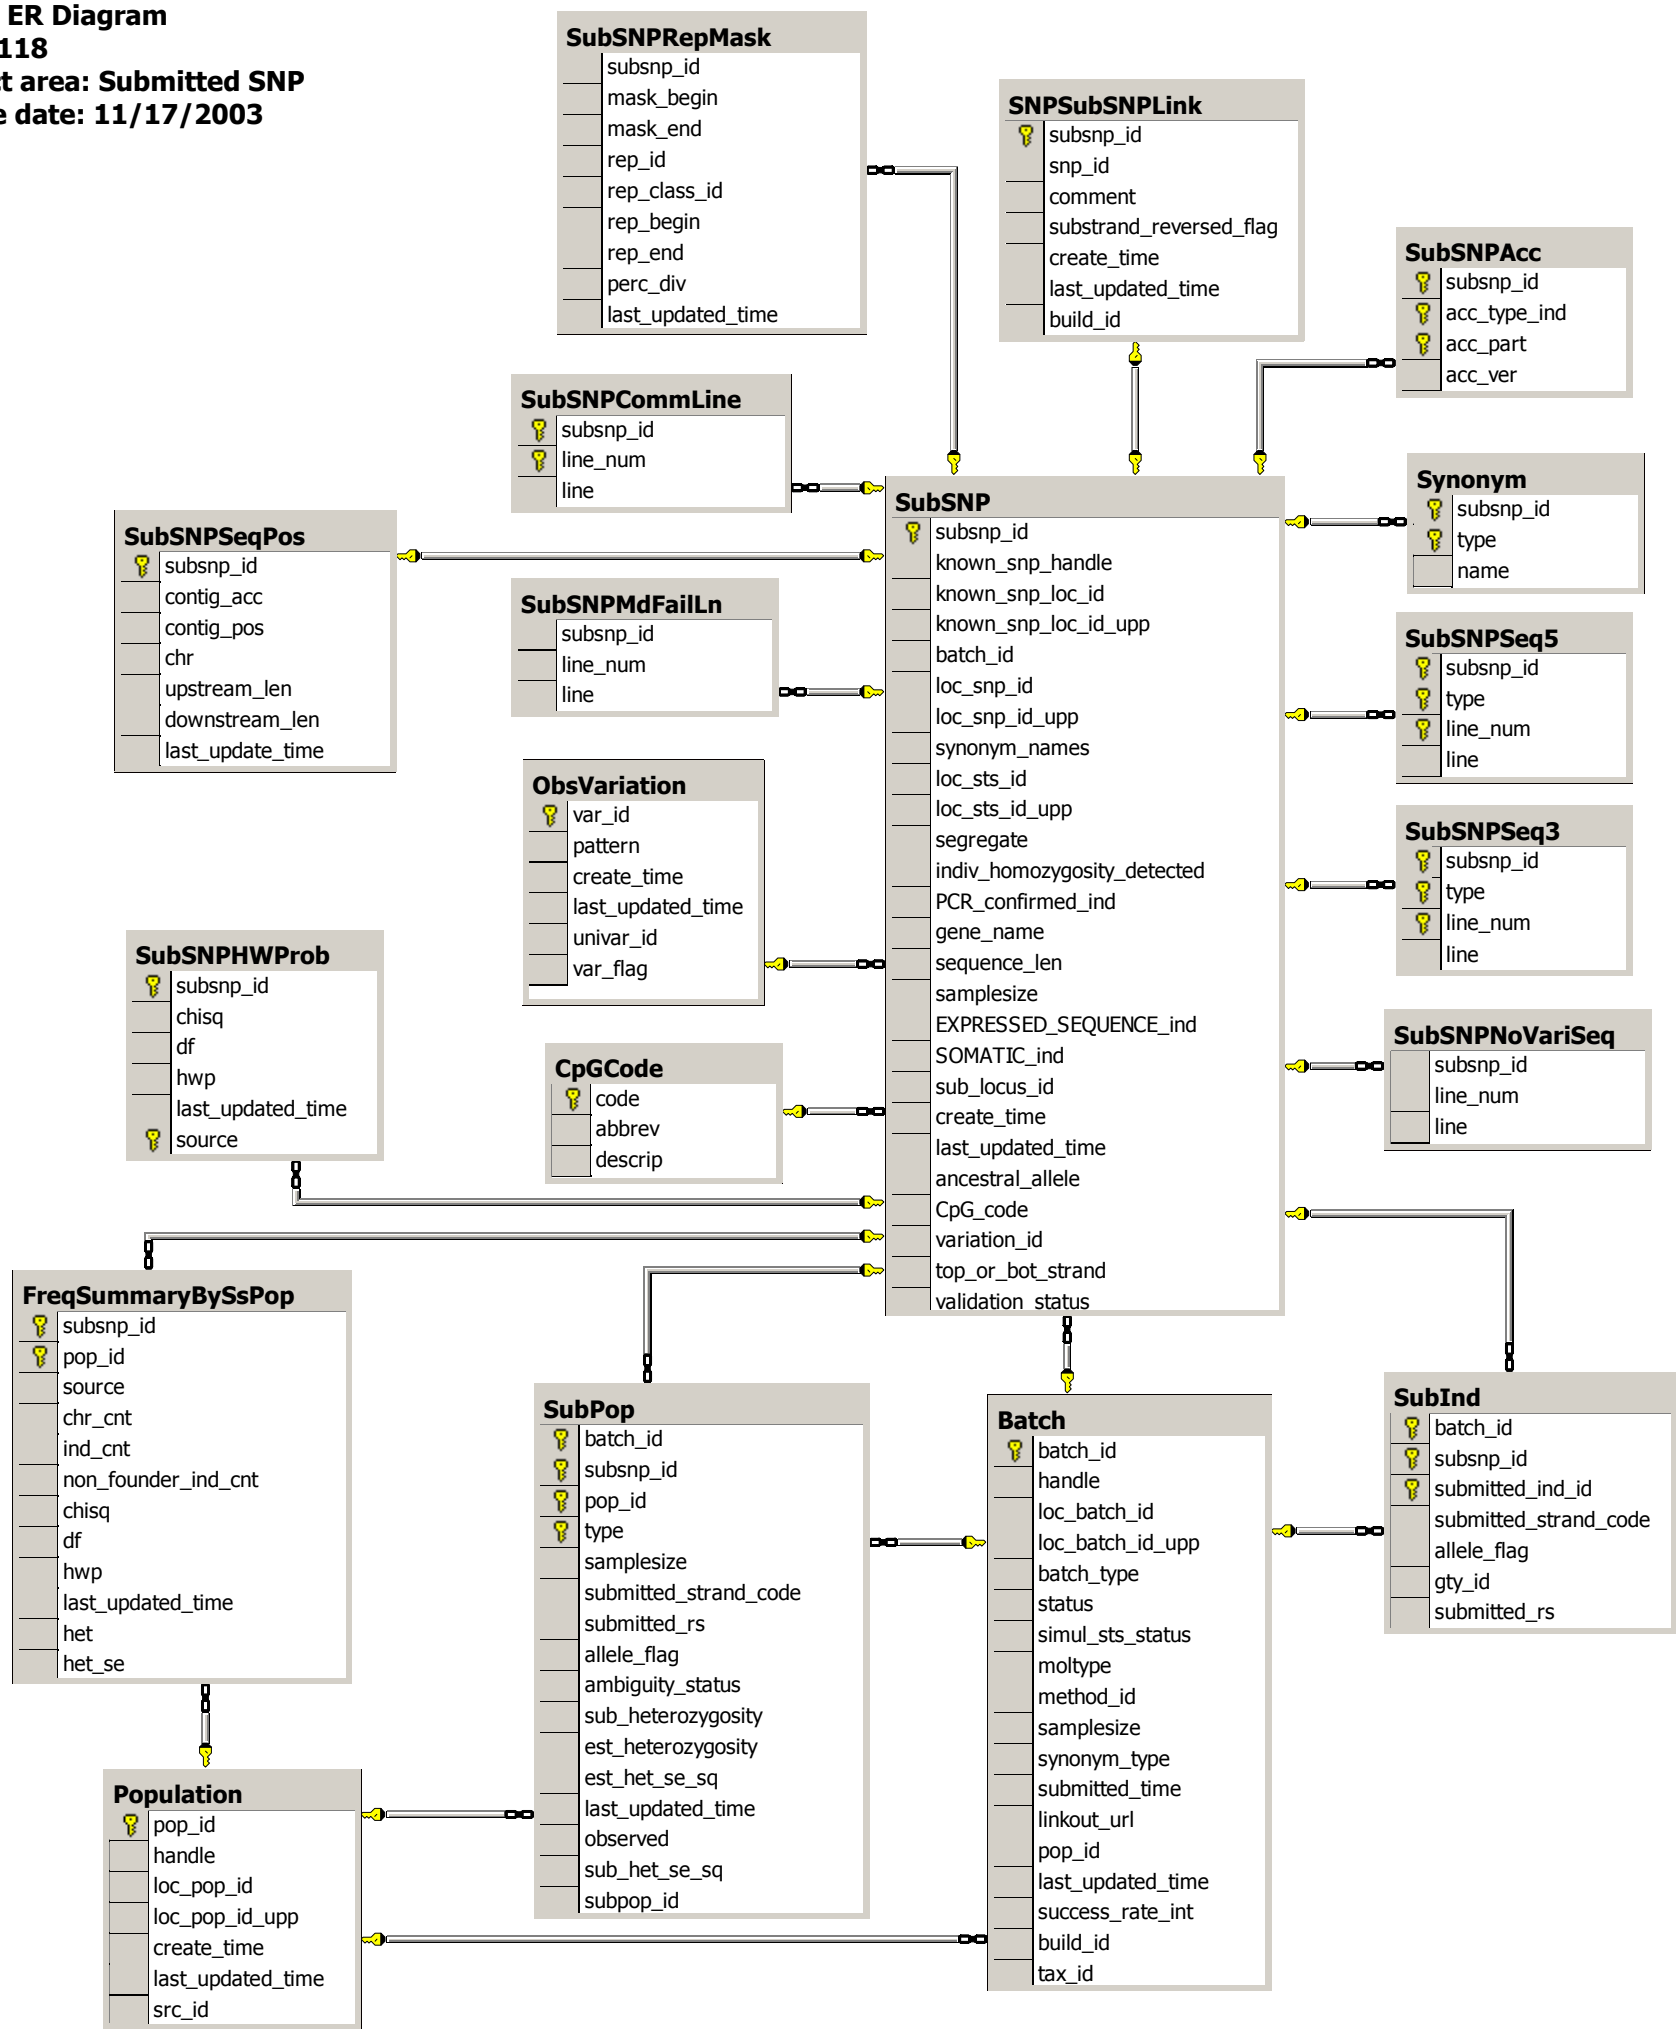 ER Diagram
118
area: Submitted SNP
date: 11/17/2003
SubSNPRepMask
subsnp_id
mask_begin
mask_end
rep_id
rep_class_id
rep_begin
rep_end
perc_div
last_updated_time
SNPSubSNPLink
subsnp_id
snp_id
comment
substrand_reversed_flag
create_time
last_updated_time
build_id
SubSNPAcc
subsnp_id
acc_type_ind
acc_part
acc_ver
SubSNPCommLine
subsnp_id
line_num
line
SubSNPSeqPos
subsnp_id
contig_acc
contig_pos
chr
upstream_len
downstream_len
last_update_time
SubSNPMdFailLn
subsnp_id
line_num
line
SubSNP
subsnp_id
known_snp_handle
known_snp_loc_id
known_snp_loc_id_upp
batch_id
loc_snp_id
loc_snp_id_upp
synonym_names
loc_sts_id
loc_sts_id_upp
segregate
indiv_homozygosity_detected
PCR_confirmed_ind
gene_name
sequence_len
samplesize
EXPRESSED_SEQUENCE_ind
SOMATIC_ind
sub_locus_id
create_time
last_updated_time
ancestral_allele
CpG_code
variation_id
top_or_bot_strand
validation_status
Synonym
subsnp_id
type
name
SubSNPSeq5
subsnp_id
type
line_num
line
SubSNPSeq3
subsnp_id
type
line_num
line
SubSNPNoVariSeq
subsnp_id
line_num
line
ObsVariation
var_id
pattern
create_time
last_updated_time
univar_id
var_flag
SubSNPHWProb
subsnp_id
chisq
df
hwp
last_updated_time
source
CpGCode
code
abbrev
descrip
FreqSummaryBySsPop
subsnp_id
pop_id
source
chr_cnt
ind_cnt
non_founder_ind_cnt
chisq
df
hwp
last_updated_time
het
het_se
SubPop
batch_id
subsnp_id
pop_id
type
samplesize
submitted_strand_code
submitted_rs
allele_flag
ambiguity_status
sub_heterozygosity
est_heterozygosity
est_het_se_sq
last_updated_time
observed
sub_het_se_sq
subpop_id
Batch
batch_id
handle
loc_batch_id
loc_batch_id_upp
batch_type
status
simul_sts_status
moltype
method_id
samplesize
synonym_type
submitted_time
linkout_url
pop_id
last_updated_time
success_rate_int
build_id
tax_id
SubInd
batch_id
subsnp_id
submitted_ind_id
submitted_strand_code
allele_flag
gty_id
submitted_rs
Population
pop_id
handle
loc_pop_id
loc_pop_id_upp
create_time
last_updated_time
src_id